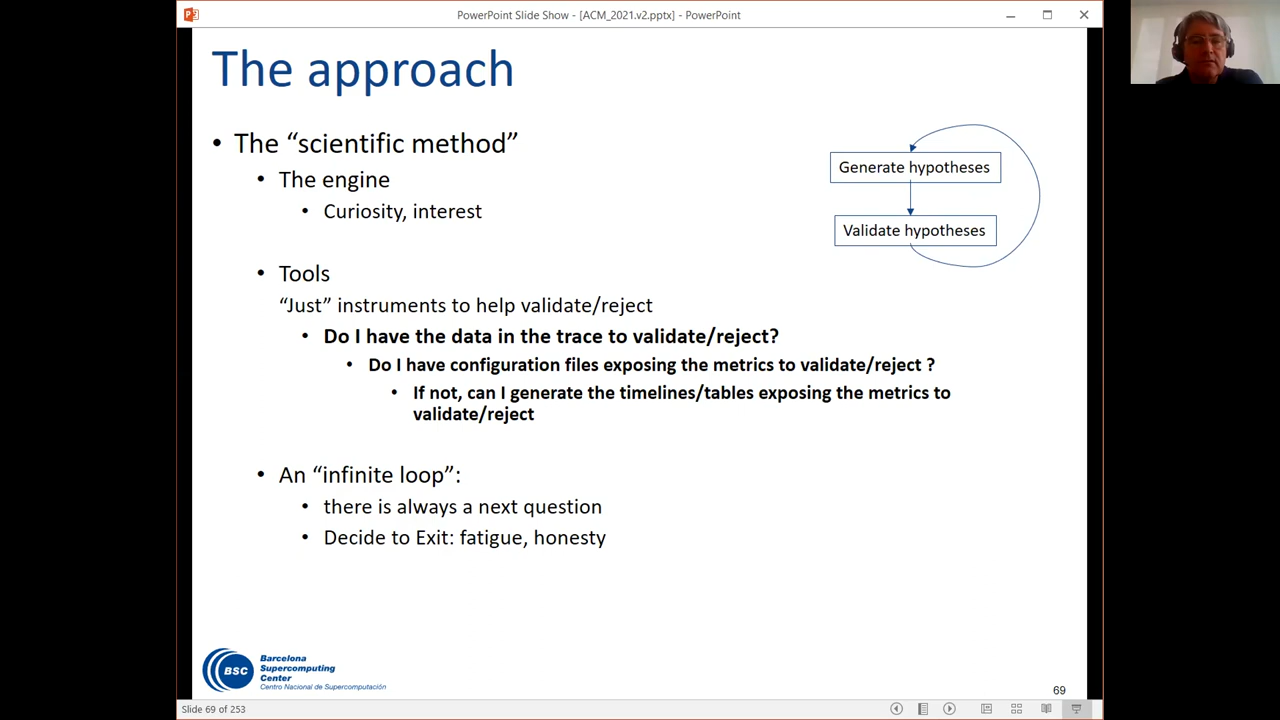 PowerPoint Slide Show - [ACM_2021.v2.pptx] - PowerPoint
The approach
• The “scientific method”
• The engine
• Curiosity, interest
Generate hypotheses
Validate hypotheses
• Tools
“Just” instruments to help validate/reject
• Do I have the data in the trace to validate/reject?
• Do I have configuration files exposing the metrics to validate/reject ?
• If not, can I generate the timelines/tables exposing the metrics to
validate/reject
• An “infinite loop”:
• there is always a next question
• Decide to Exit: fatigue, honesty
BSC
Barcelona
Supercomputing
Center
Centro Nacional de Supercomputación
69
Slide 69 of 253